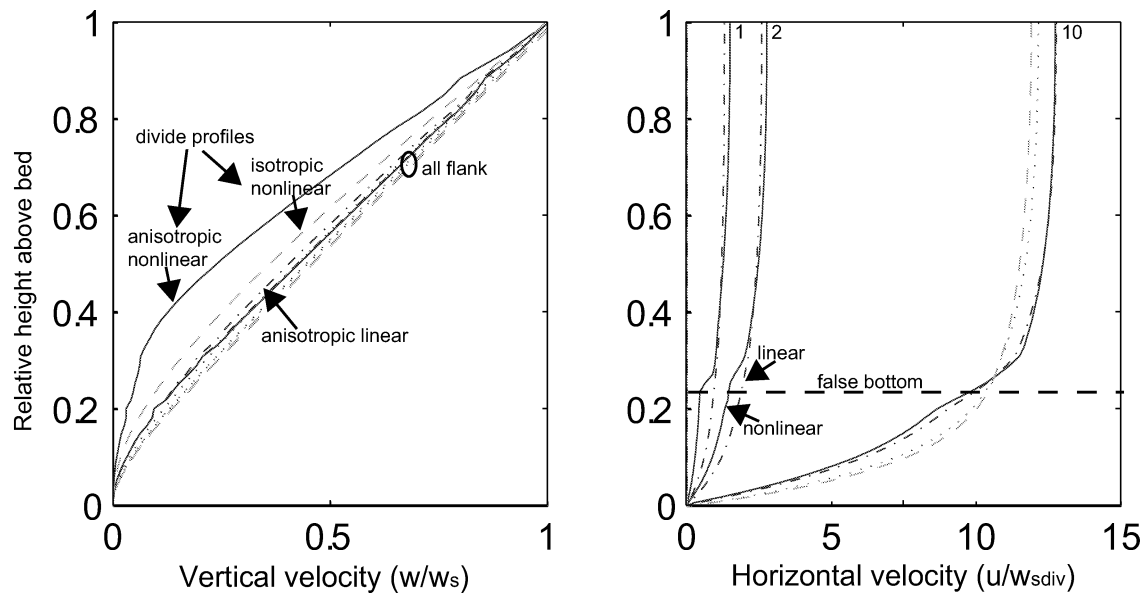 1
0.8
0.6
0.4
0.2
0
0
0.5
1
Relative height above bed
Vertical velocity (w/ws)
divide profiles
isotropic
nonlinear
all flank
anisotropic
nonlinear
anisotropic linear
1
0.8
0.6
0.4
0.2
0
0
5
10
15
1
2
10
linear
false bottom
nonlinear
Horizontal velocity (u/wsdiv)